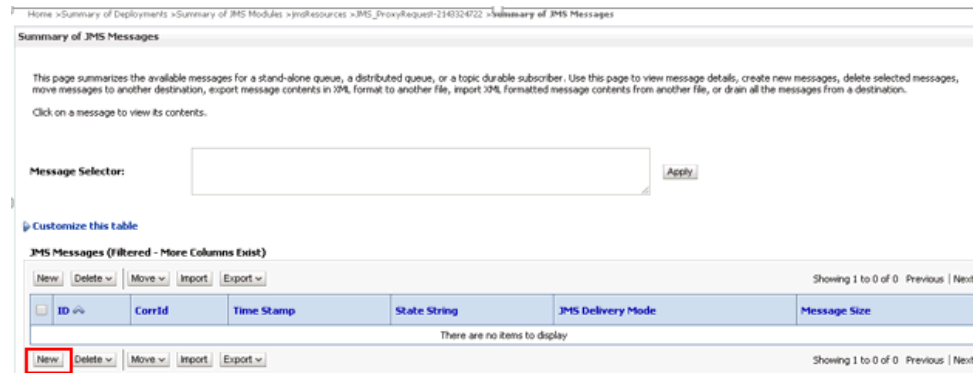 Home >Summary of Deployments >Summary of JMS Modules >jmsResources >JMS_ProxyRequest-2143324722 >Summary of JMS Messages
Summary of JMS Messages
This page summarizes the available messages for a stand-alone queue, a distributed queue, or a topic durable subscriber. Use this page to view message details, create new messages, delete selected messages,
move messages to another destination, export message contents in XML format to another file, import XML formatted message contents from another file, or drain all the messages from a destination.
Click on a message to view its contents.
Message Selector: Apply
Customize this table
JMS Messages (Filtered - More Columns Exist)
New Delete Move Import Export Showing 1 to 0 of 0 Previous | Next
ID CorrId Time Stamp State String JMS Delivery Mode Message Size
There are no items to display
New Delete Move Import Export Showing 1 to 0 of 0 Previous | Next